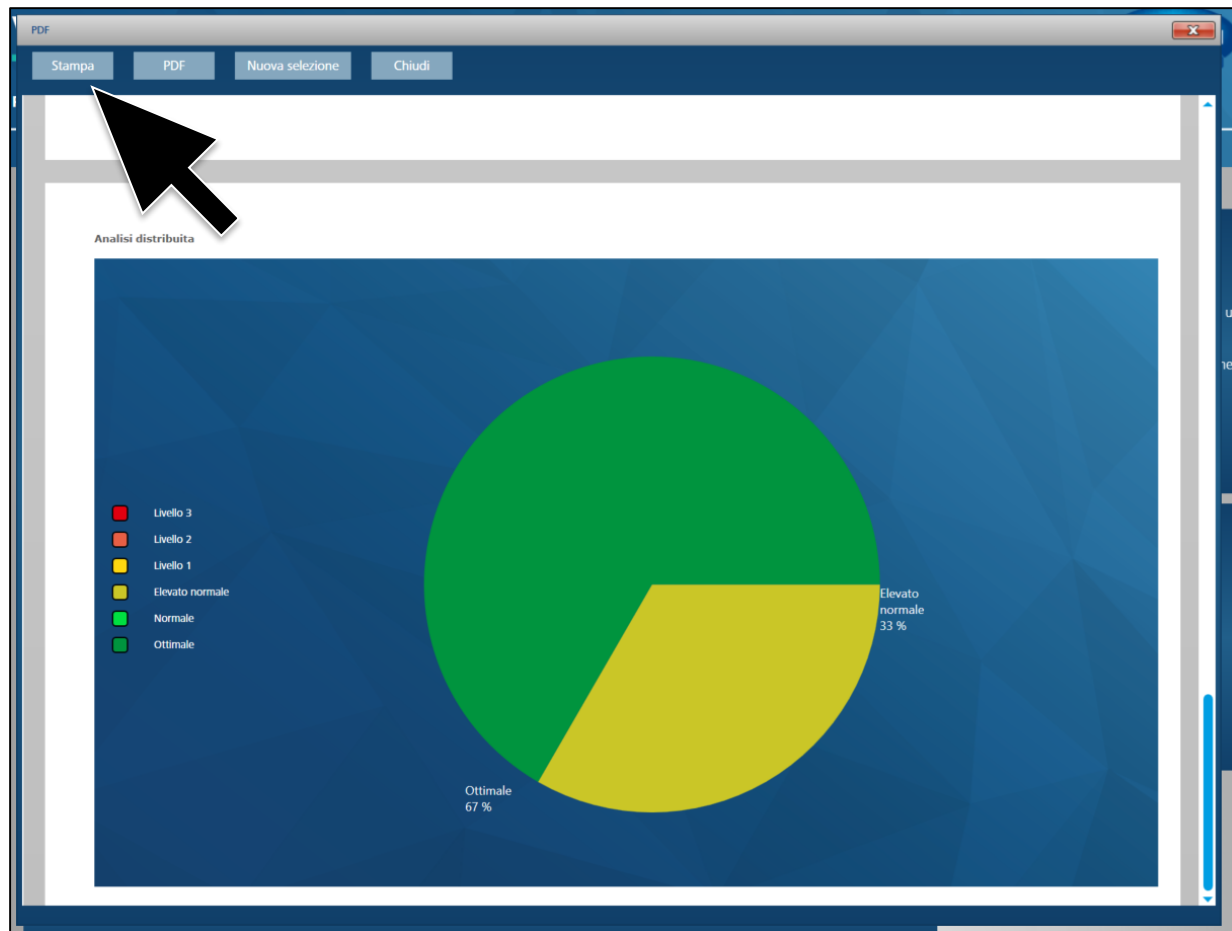 PDF
Stampa PDF Nuova selezione Chiudi
Analisi distribuita
Livello 3
Livello 2
Livello 1
Elevato normale
Normale
Ottimale
Elevato
normale
33 %
Ottimale
67 %